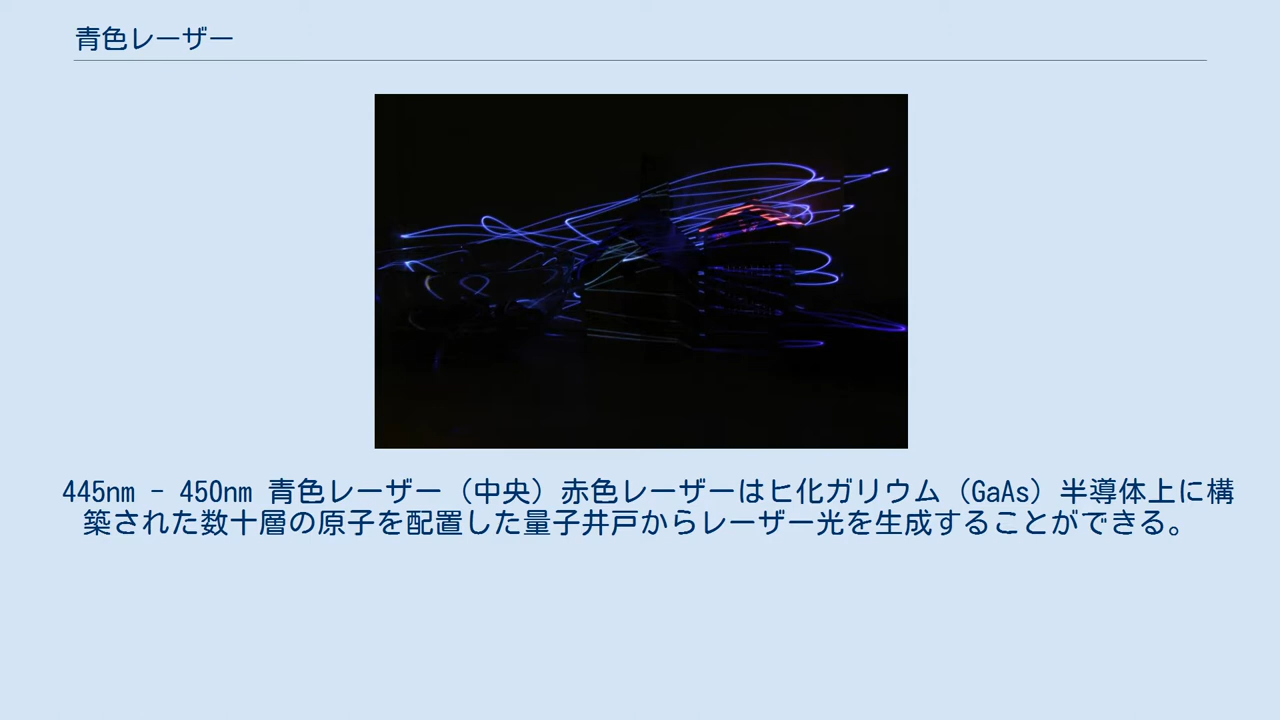 青色レーザー
445nm - 450nm 青色レーザー（中央）赤色レーザーはヒ化ガリウム（GaAs）半導体上に構
築された数十層の原子を配置した量子井戸からレーザー光を生成することができる。